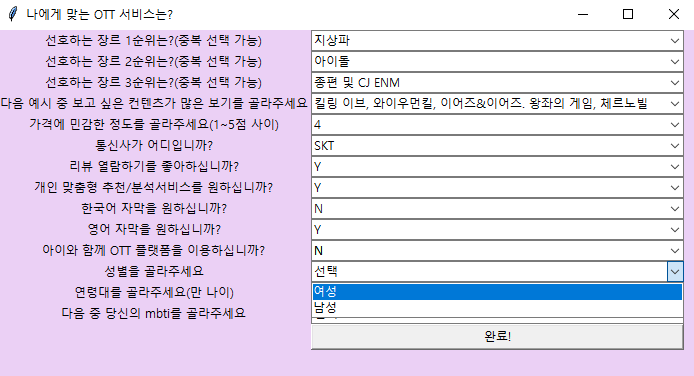 나에게 맞는 OTT 서비스는?
선호하는 장르 1순위는?(중복 선택 가능) 지상파
선호하는 장르 2순위는?(중복 선택 가능) 아이돌
선호하는 장르 3순위는?(중복 선택 가능) 종편 및 CJ ENM
다음 예시 중 보고 싶은 컨텐츠가 많은 보기를 골라주세요 킬링 이브, 와이우먼킬, 이어즈&이어즈. 왕좌의 게임, 체르노빌
가격에 민감한 정도를 골라주세요(1~5점 사이) 4
통신사가 어디입니까? SKT
리뷰 열람하기를 좋아하십니까? Y
개인 맞춤형 추천/분석서비스를 원하십니까? Y
한국어 자막을 원하십니까? N
영어 자막을 원하십니까? Y
아이와 함께 OTT 플랫폼을 이용하십니까? N
성별을 골라주세요 선택
연령대를 골라주세요(만 나이) 여성
남성
다음 중 당신의 mbti를 골라주세요
완료!